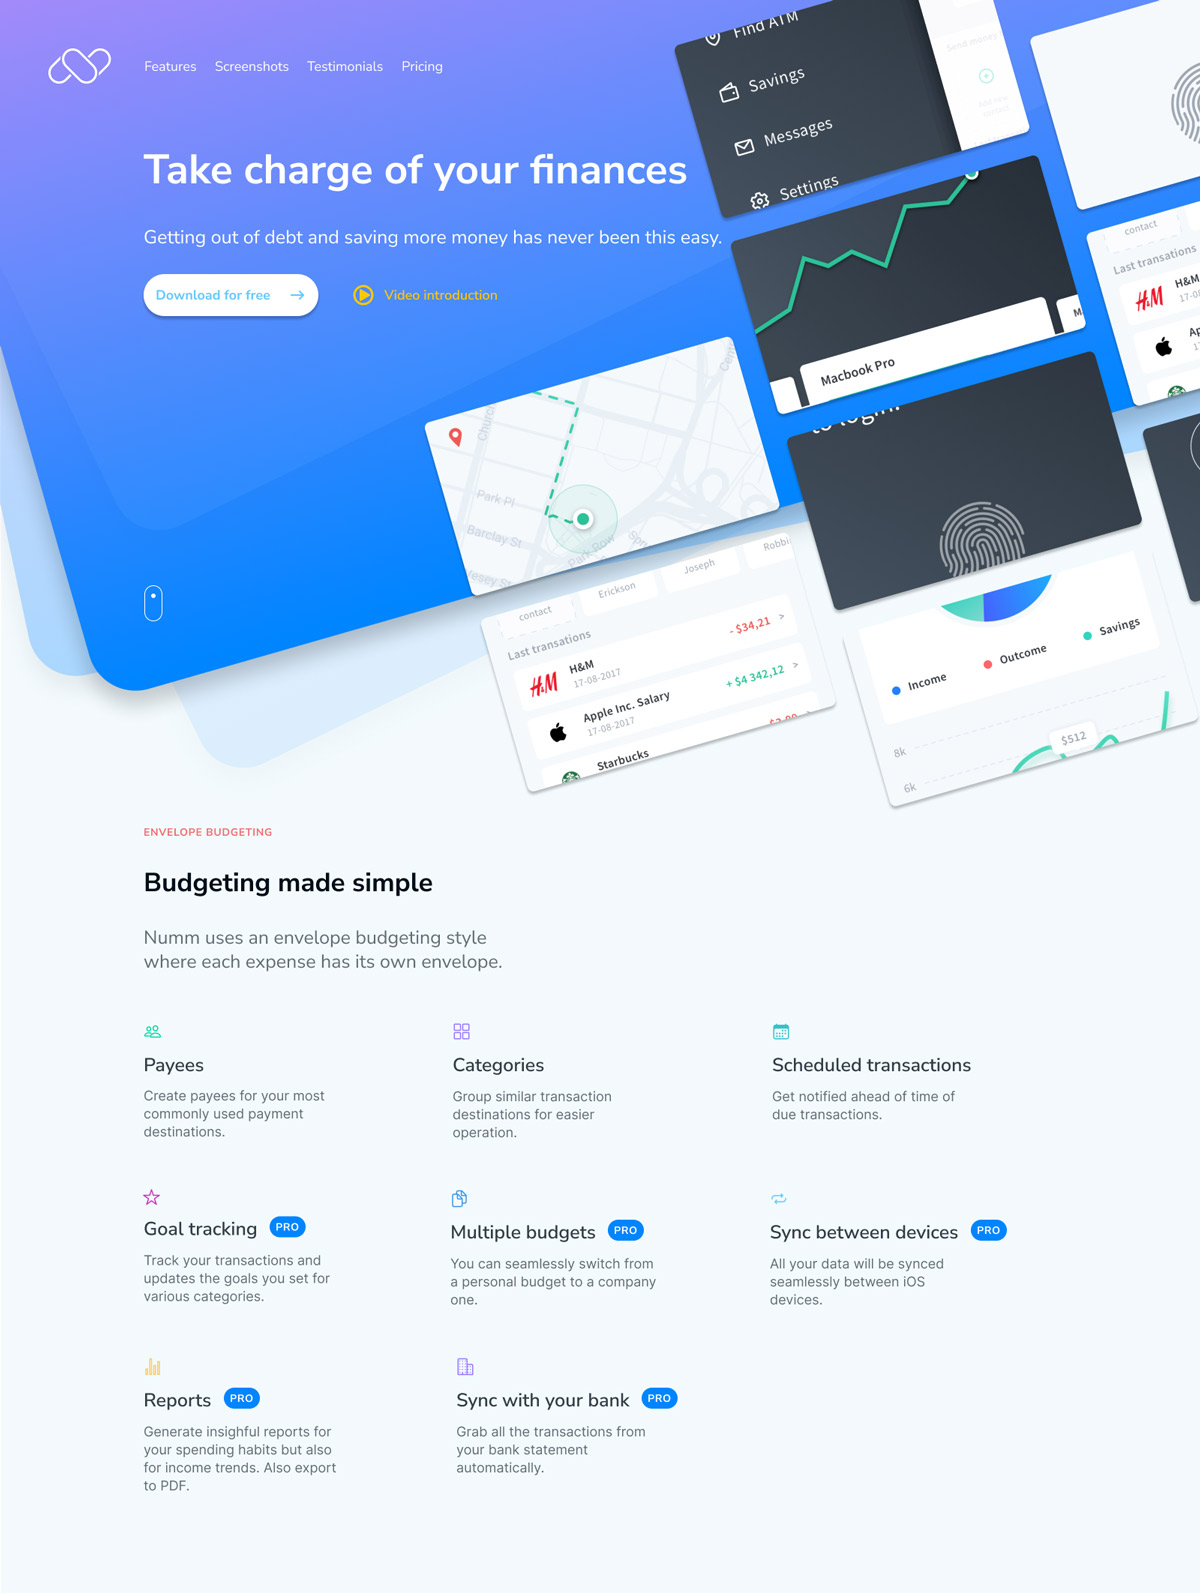 Features Screenshots Testimonials Pricing
Take charge of your finances
Getting out of debt and saving more money has never been this easy.
Download for free
Video introduction
Find ATM
Savings
Messages
Settings
Send money
Macbook Pro
contact
Last transations
H&M
H&M
17-08
to login.
Park Pl
Barclay St
Park Row
contact
Erickson
Joseph
Robbi
Last transations
H&M
H&M
17-08-2017
- $34,21 >
Apple Inc. Salary
17-08-2017
+ $4 342,12 >
Starbucks
Income
Outcome
Savings
8k
6k
$512
ENVELOPE BUDGETING
Budgeting made simple
Numm uses an envelope budgeting style
where each expense has its own envelope.
Payees
Create payees for your most
commonly used payment
destinations.
Categories
Group similar transaction
destinations for easier
operation.
Scheduled transactions
Get notified ahead of time of
due transactions.
Goal tracking PRO
Track your transactions and
updates the goals you set for
various categories.
Multiple budgets PRO
You can seamlessly switch from
a personal budget to a company
one.
Sync between devices PRO
All your data will be synced
seamlessly between iOS
devices.
Reports PRO
Generate insighful reports for
your spending habits but also
for income trends. Also export
to PDF.
Sync with your bank PRO
Grab all the transactions from
your bank statement
automatically.